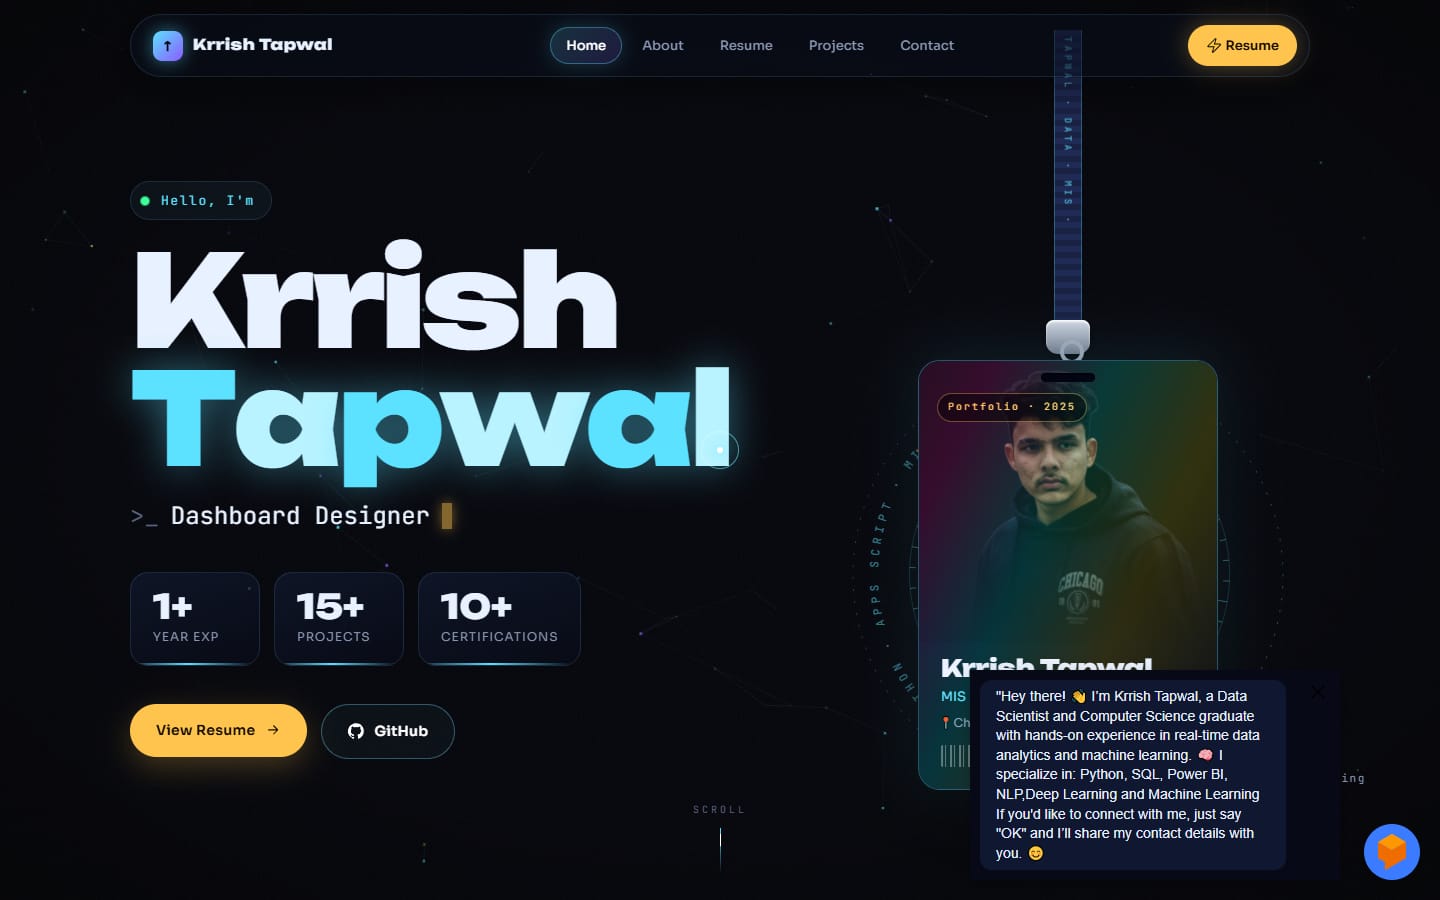 Krrish Tapwal
Home
About
Resume
Projects
Contact
Resume
TAPWAL · DATA · MIS ·
Hello, I'm
Krrish
Tapwal
>_ Dashboard Designer
1+
YEAR EXP
15+
PROJECTS
10+
CERTIFICATIONS
View Resume →
GitHub
SCROLL
Portfolio · 2025
CHICAGO
APPS SCRIPT ·
Krrish Tapwal
MIS
"Hey there! 👋 I'm Krrish Tapwal, a Data
Scientist and Computer Science graduate
with hands-on experience in real-time data
analytics and machine learning. 🧠 I
specialize in: Python, SQL, Power BI,
NLP,Deep Learning and Machine Learning
If you'd like to connect with me, just say
"OK" and I'll share my contact details with
you. 😊